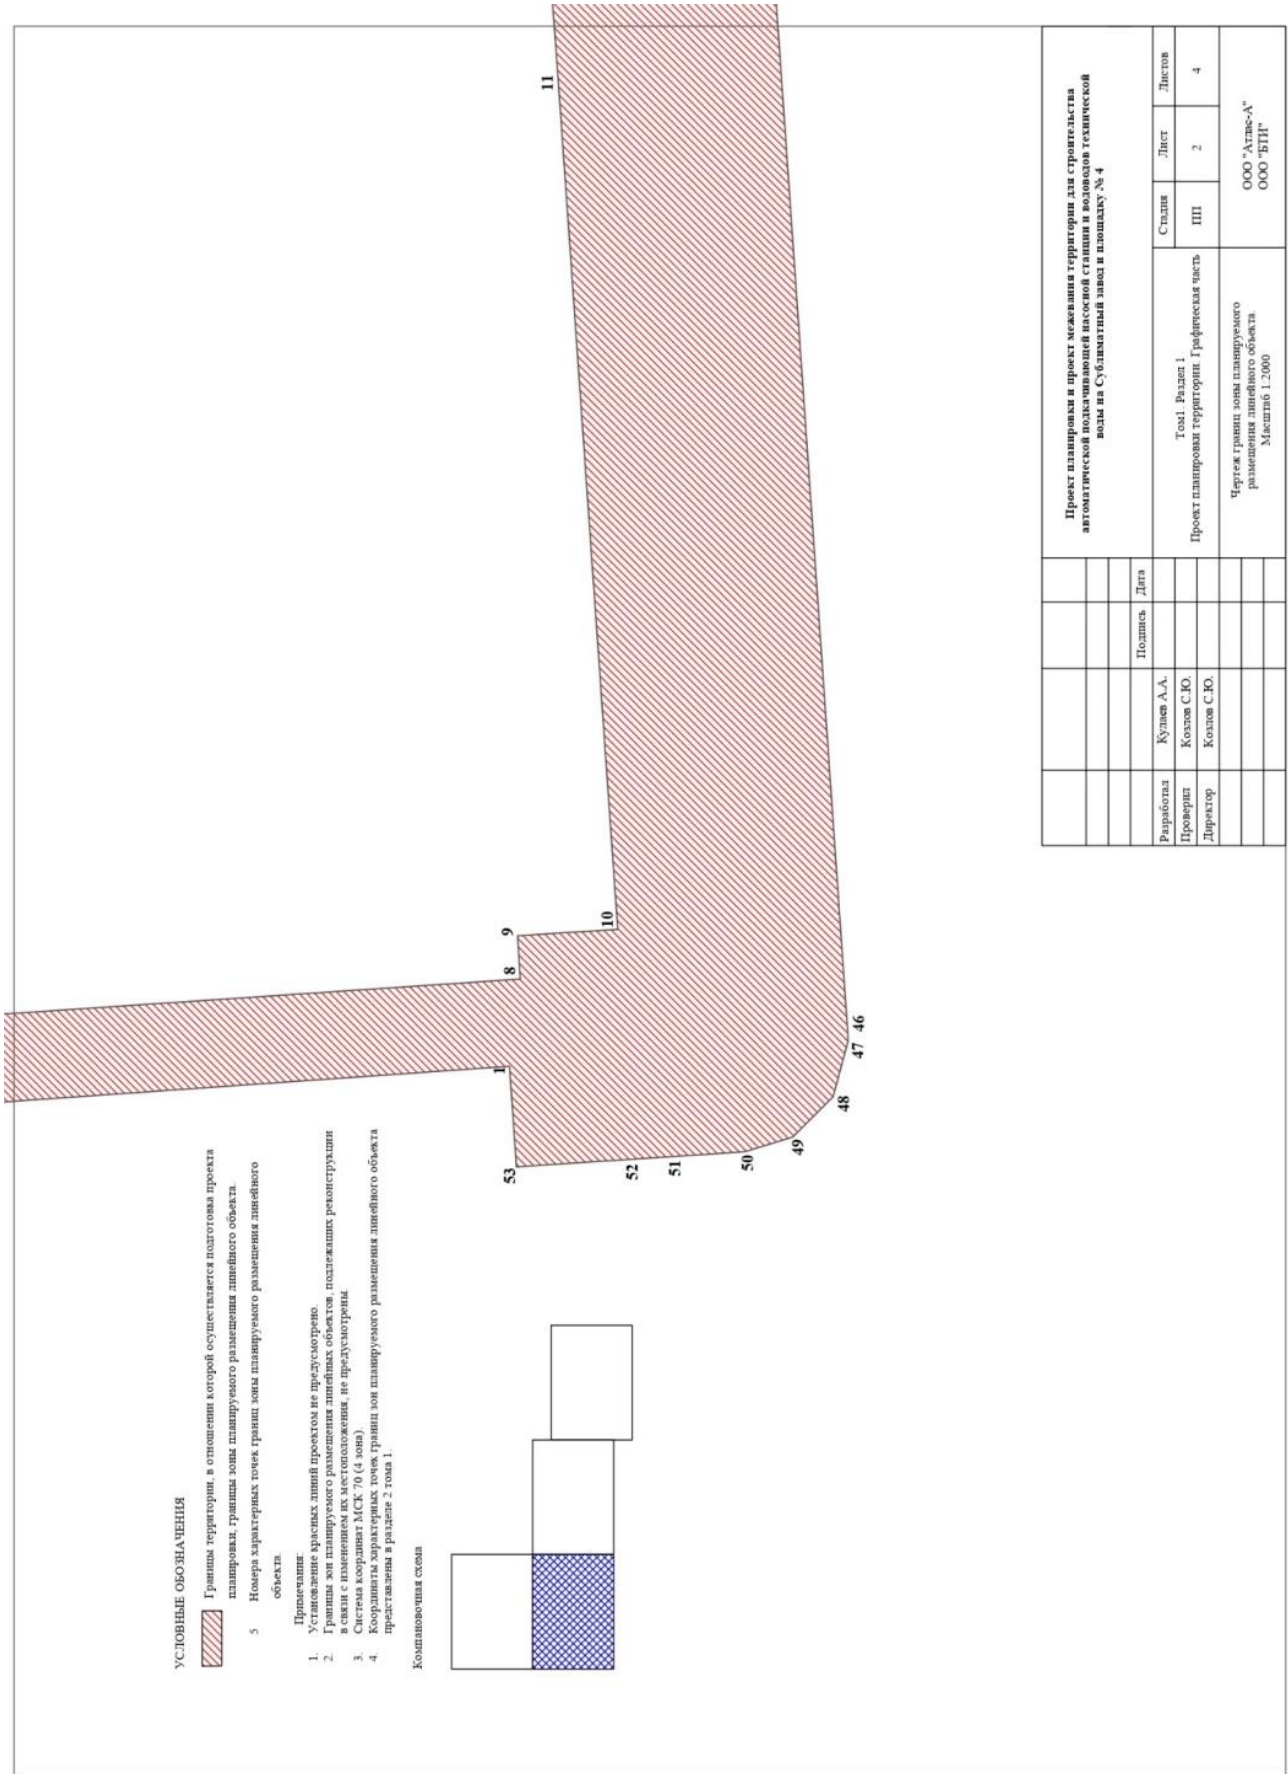 УСЛОВНЫЕ ОБОЗНАЧЕНИЯ
Границы территории, в отношении которой осуществляется подготовка проекта
планировки, границы зоны планируемого размещения линейного объекта.
5 Номера характерных точек границ зоны планируемого размещения линейного
объекта.
Примечания:
1. Установление красных линий проектом не предусмотрено.
2. Границы зон планируемого размещения линейных объектов, подлежащих реконструкции
в связи с изменением их местоположения, не предусмотрены.
3. Система координат МСК 70 (4 зона).
4. Координаты характерных точек границ зон планируемого размещения линейного объекта
представлены в разделе 2 тома 1.
Компановочная схема
53
1
8
9
10
11
52
51
50
49
48
47
46
Проект планировки и проект межевания территории для строительства
автоматической подкачивающей насосной станции и водоводов технической
воды на Сублиматный завод и площадку № 4
Подпись Дата
Разработал Кулаев А.А.
Проверил Козлов С.Ю.
Директор Козлов С.Ю.
Том1. Раздел 1
Проект планировки территории. Графическая часть
Стадия Лист Листов
ПП 2 4
Чертеж границ зоны планируемого
размещения линейного объекта.
Масштаб 1:2000
ООО "Атлас-А"
ООО "БТИ"